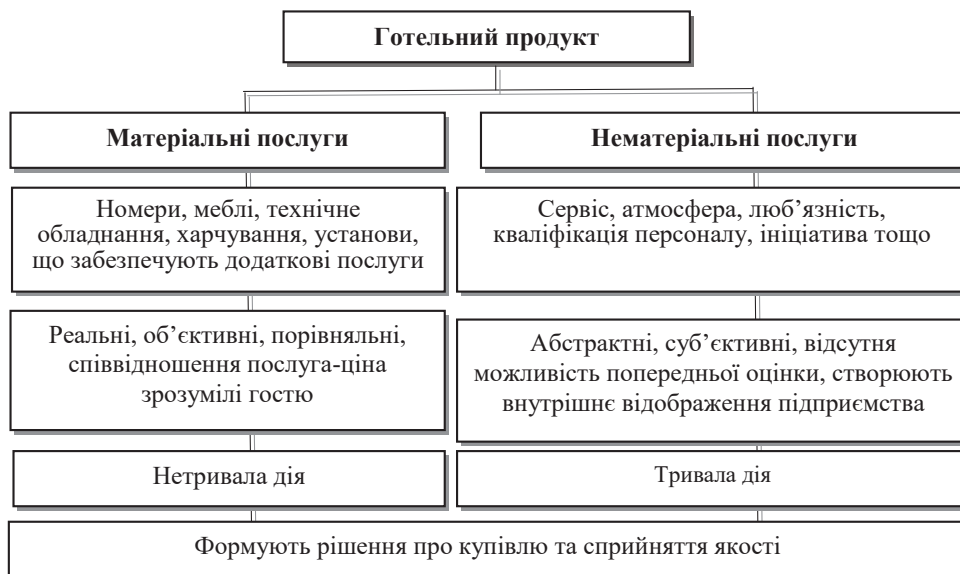 Готельний продукт
Матеріальні послуги
Нематеріальні послуги
Номери, меблі, технічне
обладнання, харчування, установи,
що забезпечують додаткові послуги
Сервіс, атмосфера, люб’язність,
кваліфікація персоналу, ініціатива тощо
Реальні, об’єктивні, порівняльні,
співвідношення послуга-ціна
зрозумілі гостю
Абстрактні, суб’єктивні, відсутня
можливість попередньої оцінки, створюють
внутрішнє відображення підприємства
Нетривала дія
Тривала дія
Формують рішення про купівлю та сприйняття якості